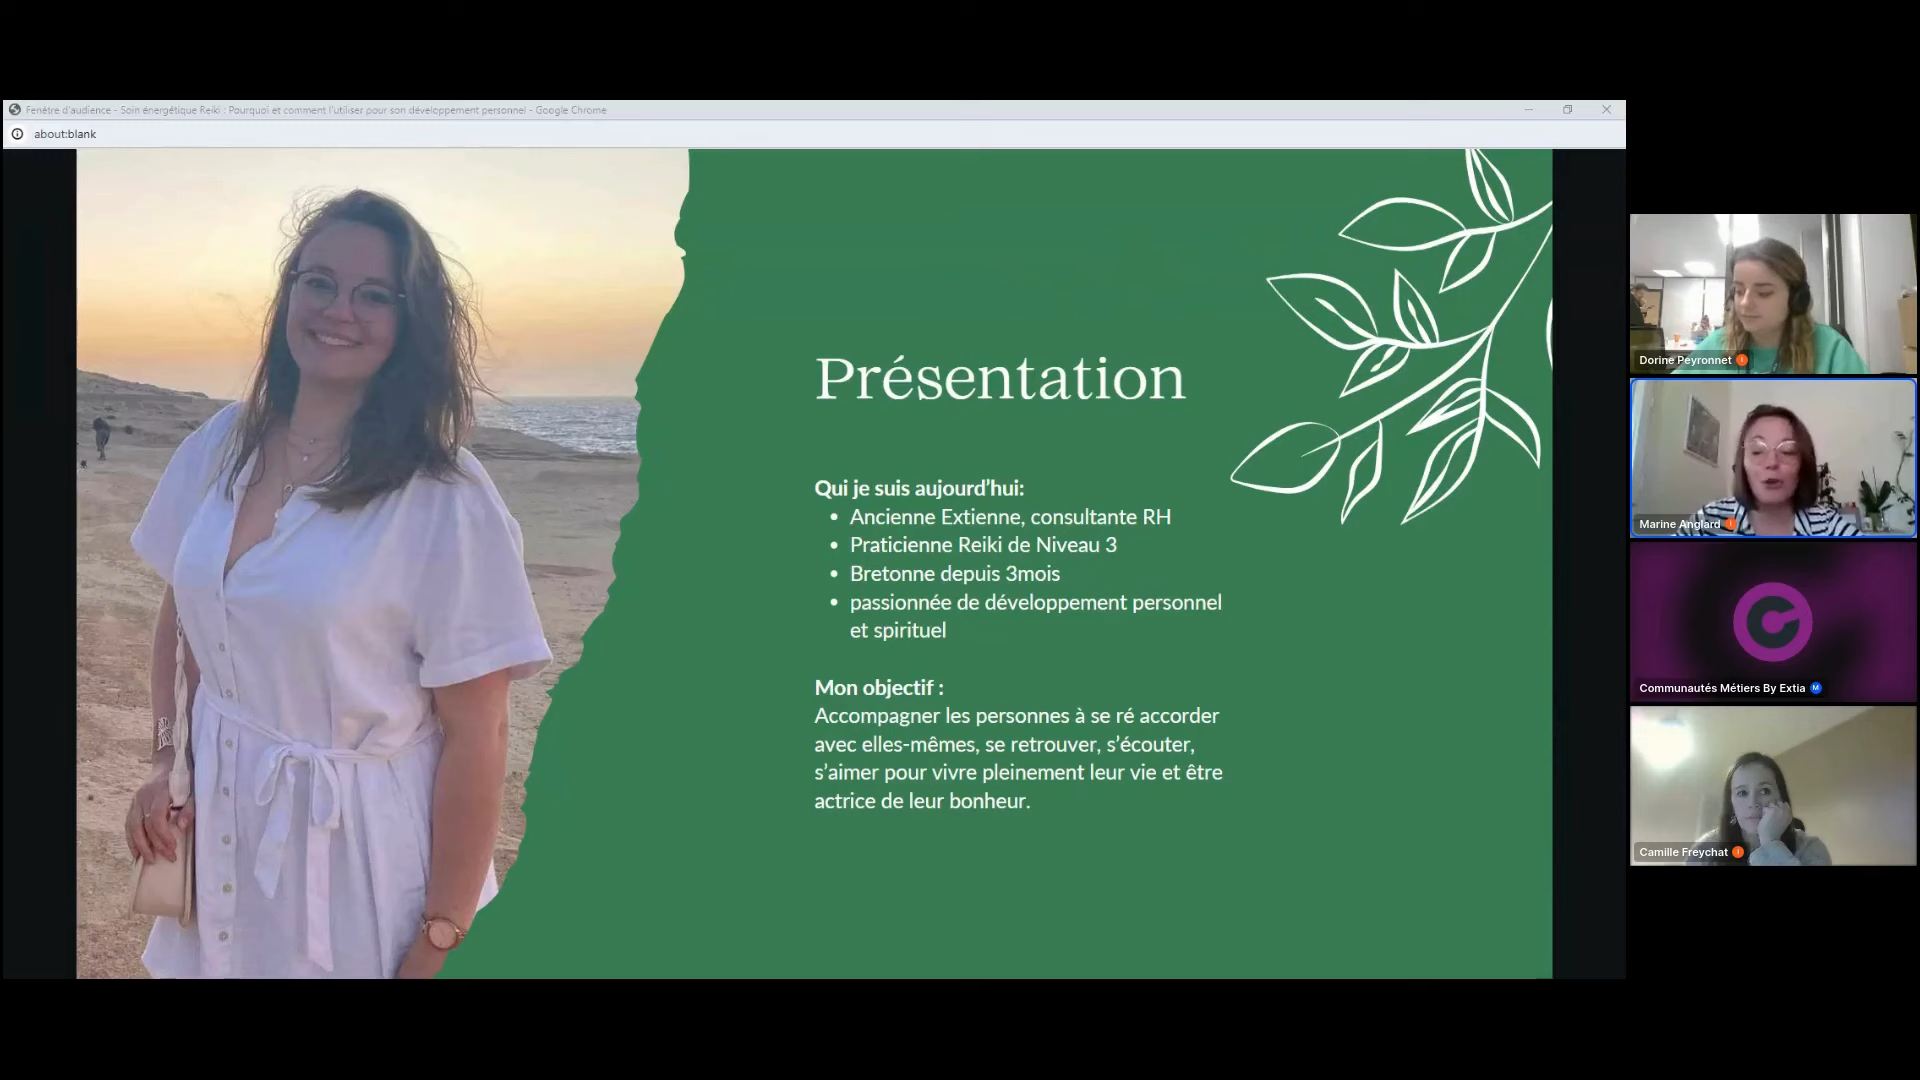 Fenêtre d'audience - Soin énergétique Reiki : Pourquoi et comment l'utiliser pour son développement personnel - Google Chrome
about:blank
Présentation
Qui je suis aujourd'hui:
• Ancienne Extienne, consultante RH
• Praticienne Reiki de Niveau 3
• Bretonne depuis 3mois
• passionnée de développement personnel
et spirituel
Mon objectif :
Accompagner les personnes à se ré accorder
avec elles-mêmes, se retrouver, s'écouter,
s'aimer pour vivre pleinement leur vie et être
actrice de leur bonheur.
Dorine Peyronnet
Marine Anglard
Communautés Métiers By Extia M
Camille Freychat